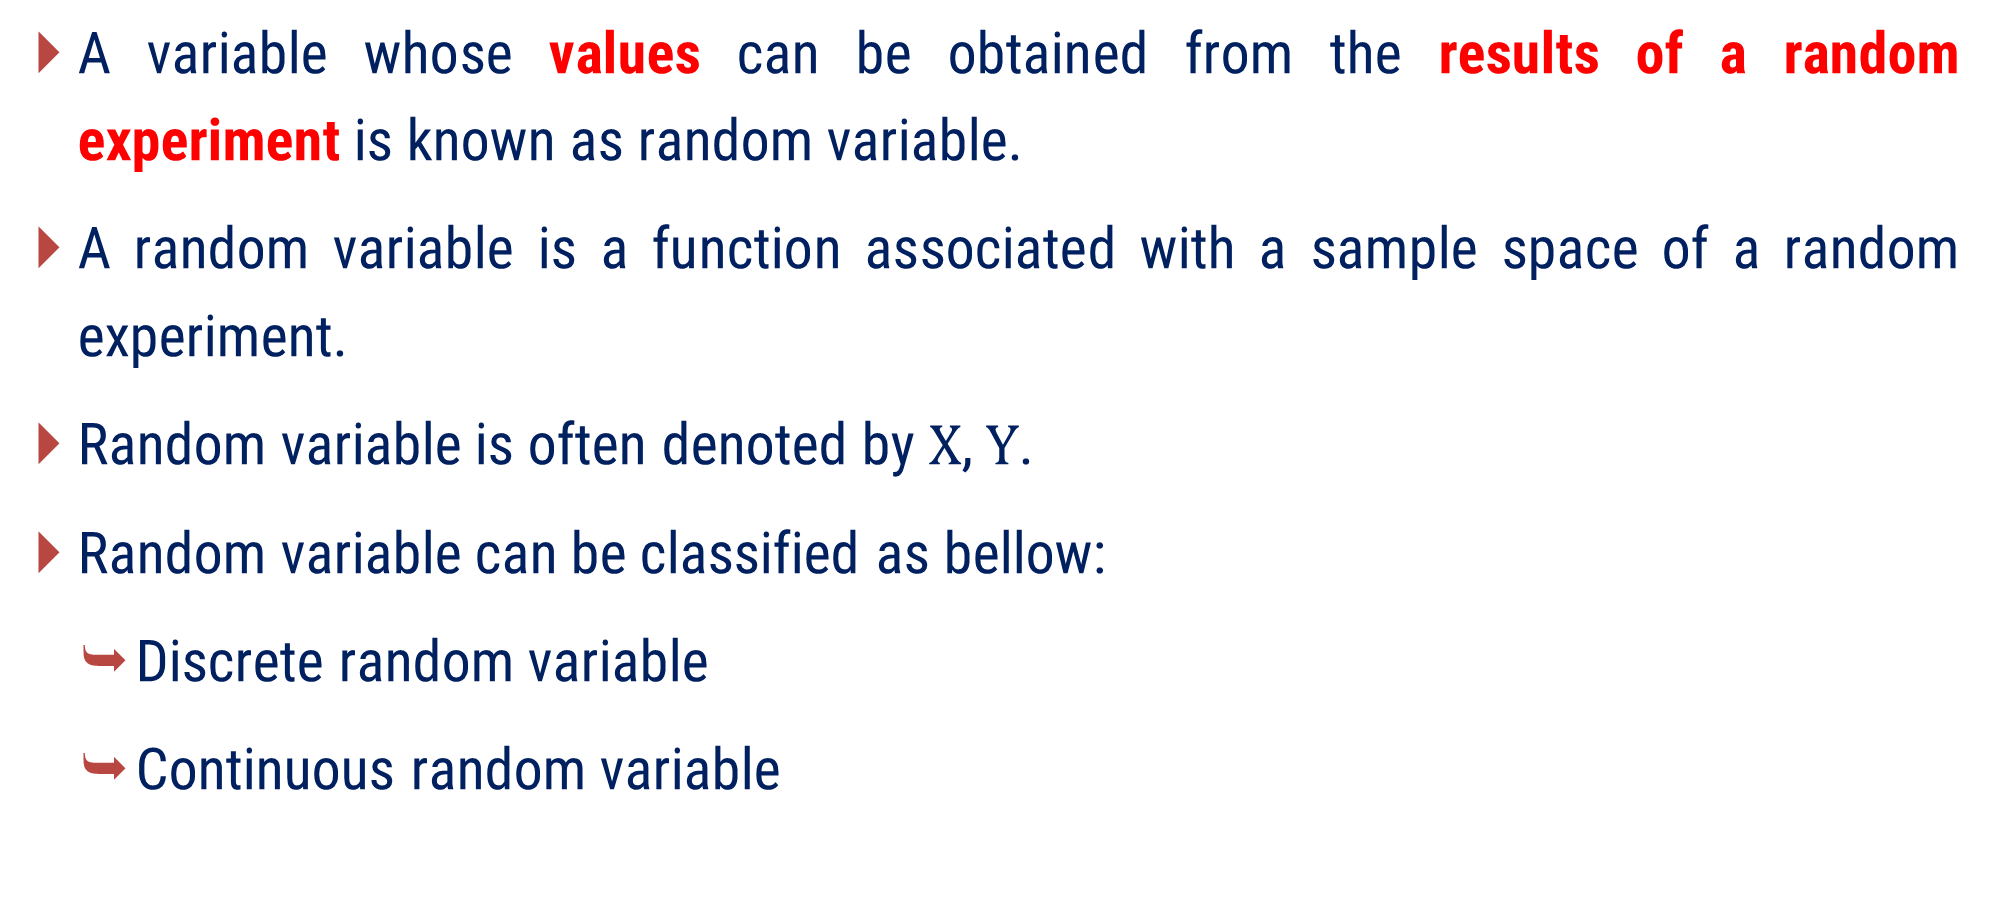 A variable whose values can be obtained from the results of a random
experiment is known as random variable.
A random variable is a function associated with a sample space of a random
experiment.
Random variable is often denoted by X, Y.
Random variable can be classified as bellow:
Discrete random variable
Continuous random variable